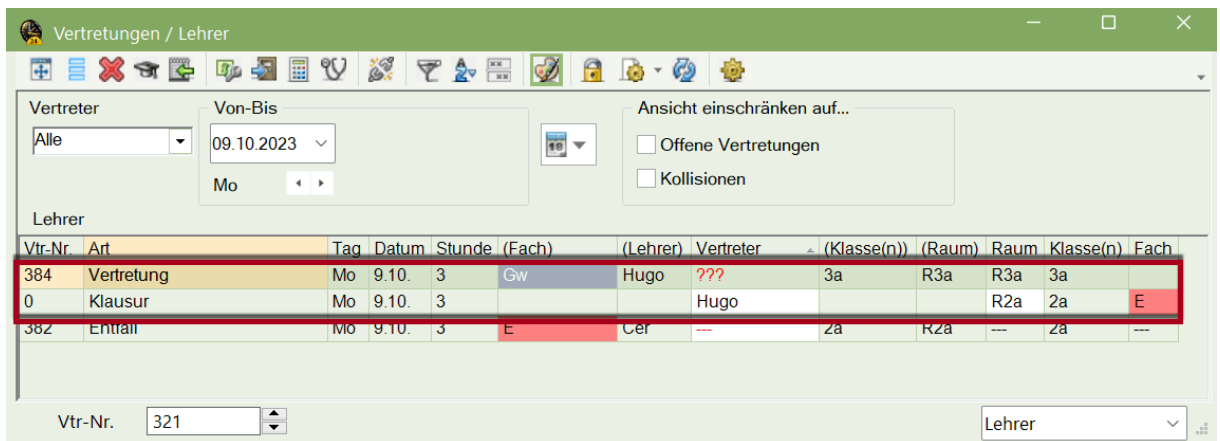 Vertretungen / Lehrer
Vertreter Von-Bis Ansicht einschränken auf...
Alle 09.10.2023 18 Offene Vertretungen
Mo Kollisionen
Lehrer
Vtr-Nr. Art Tag Datum Stunde (Fach) (Lehrer) Vertreter (Klasse(n)) (Raum) Raum Klasse(n) Fach
384 Vertretung Mo 9.10. 3 Gw Hugo ??? 3a R3a R3a 3a
0 Klausur Mo 9.10. 3 Hugo R2a 2a E
382 Entfall Mo 9.10. 3 E Cer --- 2a R2a --- 2a ---
Vtr-Nr. 321 Lehrer